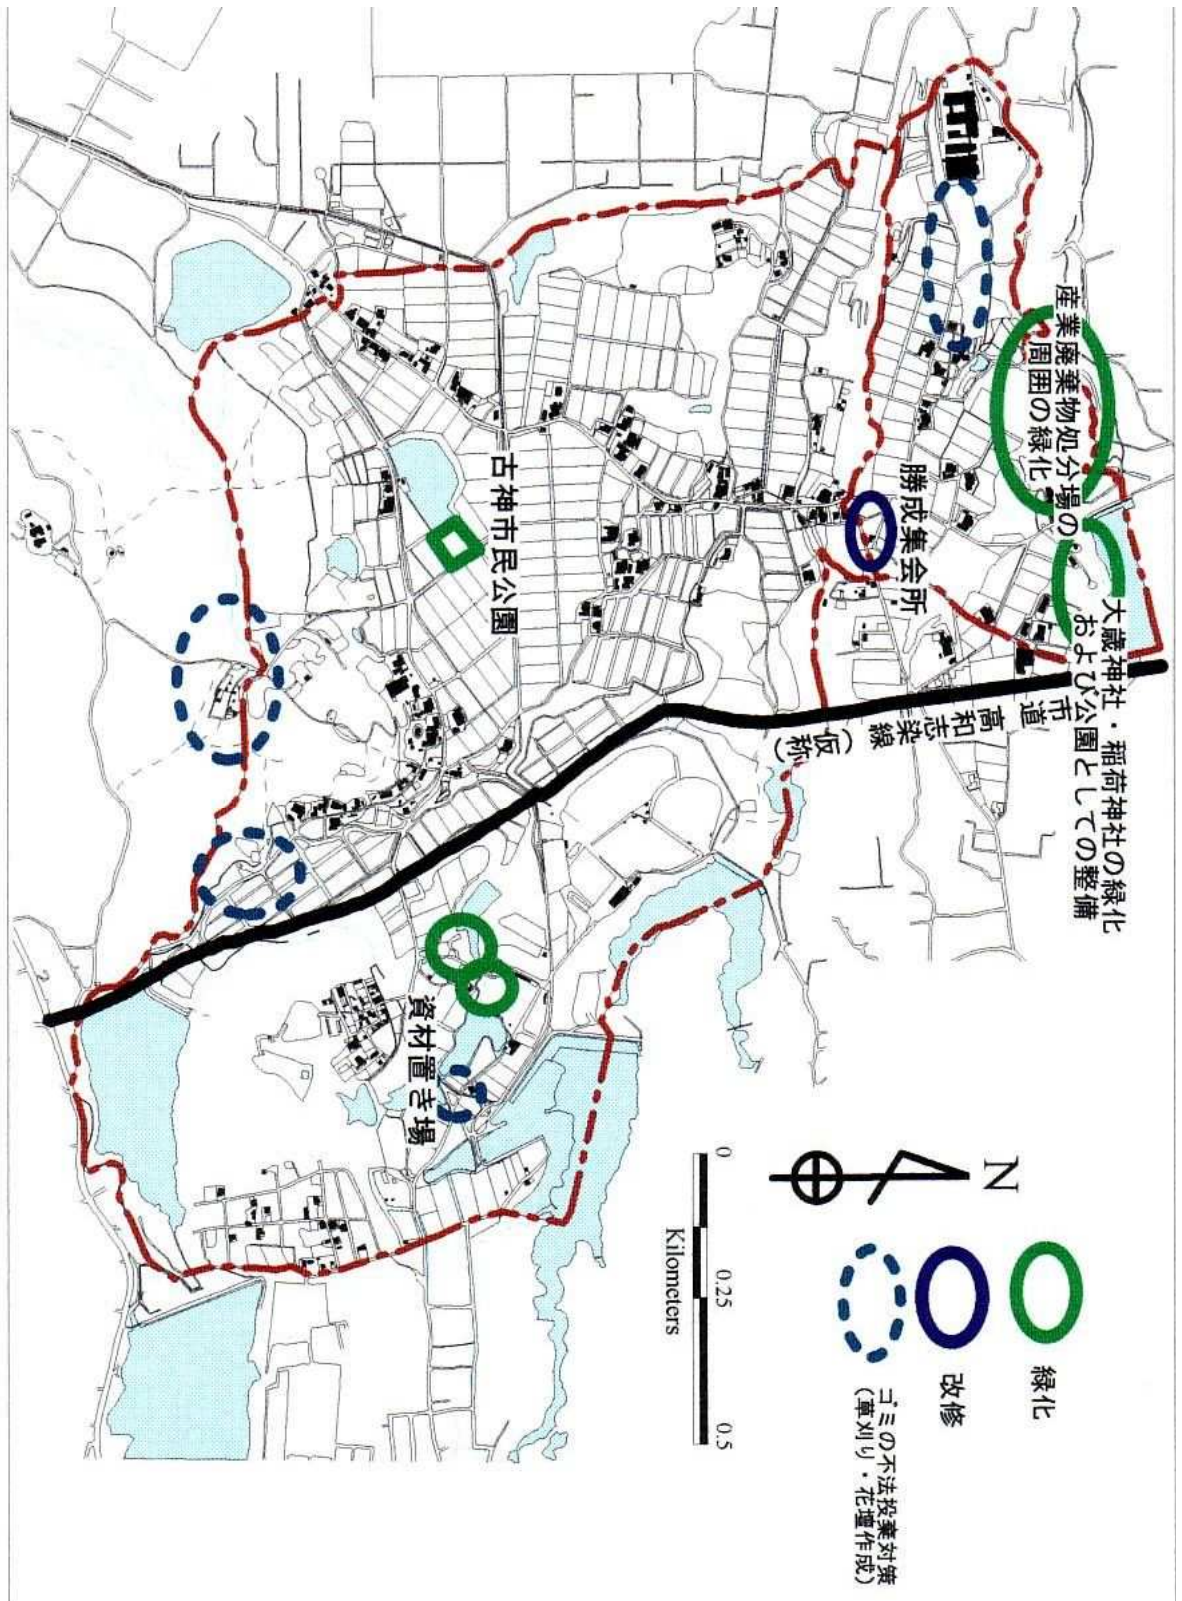 産業廃棄物処分場の
周囲の緑化
大歳神社・稲荷神社の緑化
および公園としての整備
勝成集会所
市道
高和志染線
(仮称)
古神市民公園
資材置き場
N
緑化
改修
ゴミの不法投棄対策
(草刈り・花壇作成)
0
0.25
0.5
Kilometers